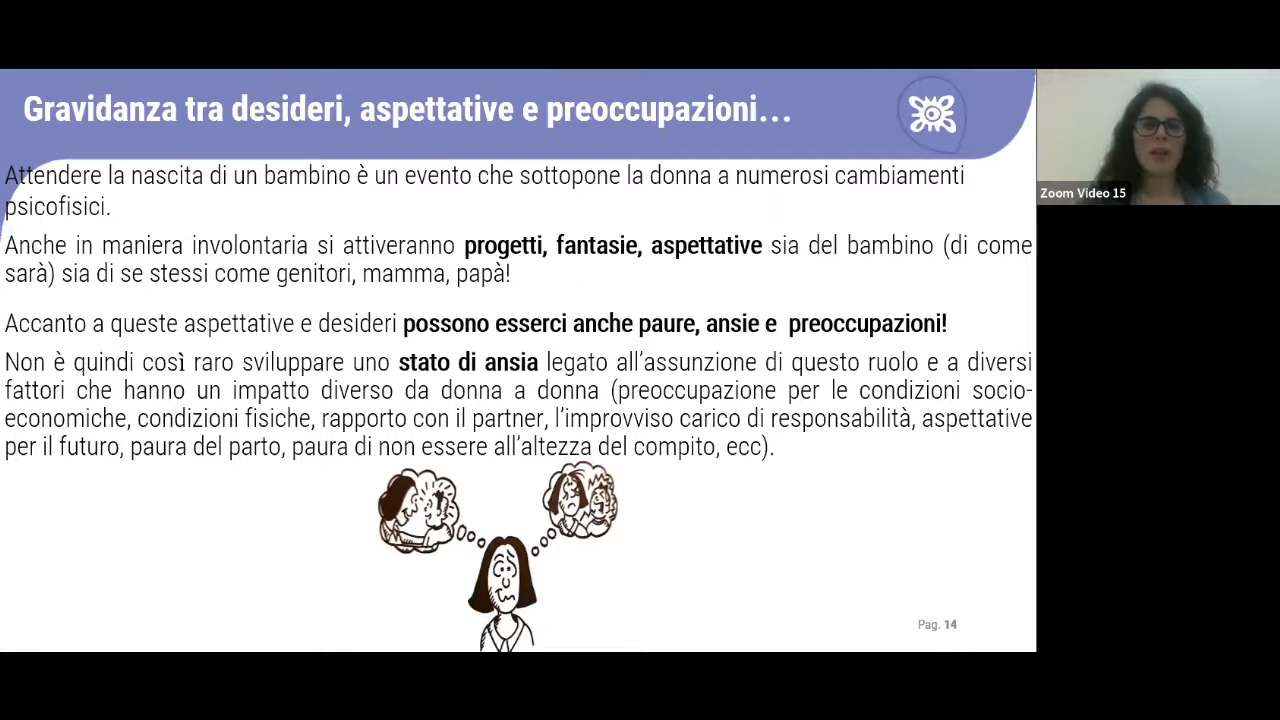 Gravidanza tra desideri, aspettative e preoccupazioni...
Attendere la nascita di un bambino è un evento che sottopone la donna a numerosi cambiamenti
psicofisici.
Anche in maniera involontaria si attiveranno progetti, fantasie, aspettative sia del bambino (di come
sarà) sia di se stessi come genitori, mamma, papà!
Accanto a queste aspettative e desideri possono esserci anche paure, ansie e preoccupazioni!
Non è quindi così raro sviluppare uno stato di ansia legato all'assunzione di questo ruolo e a diversi
fattori che hanno un impatto diverso da donna a donna (preoccupazione per le condizioni socio-
economiche, condizioni fisiche, rapporto con il partner, l'improvviso carico di responsabilità, aspettative
per il futuro, paura del parto, paura di non essere all'altezza del compito, ecc).
Pag. 14
Zoom Video 15